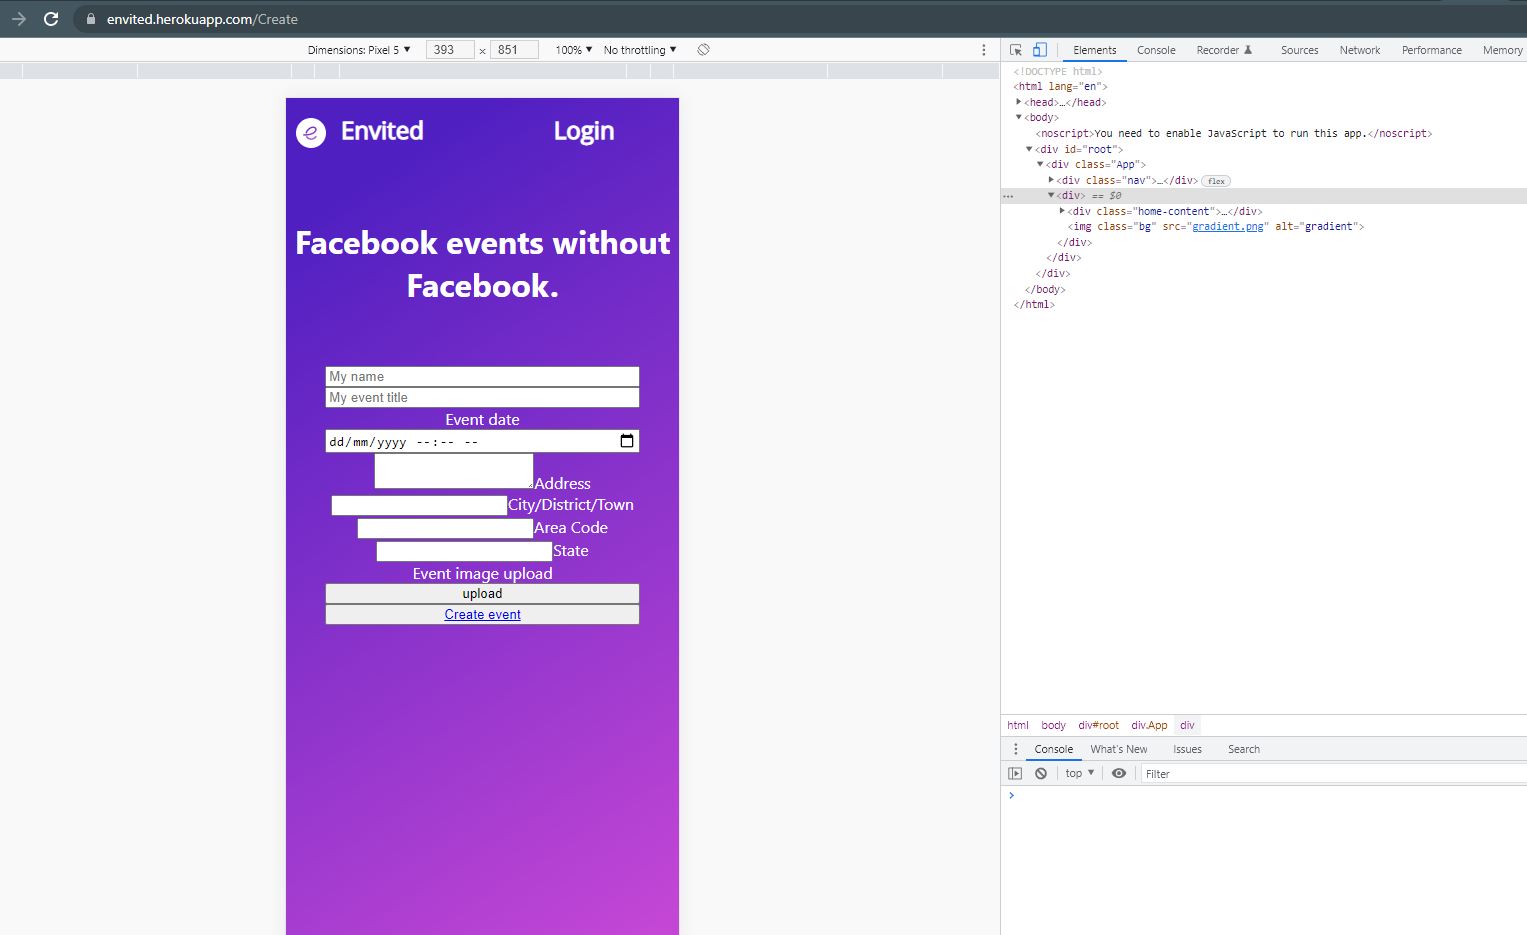 envited.herokuapp.com/Create
Dimensions: Pixel 5 ▼ 393 × 851 100% ▼ No throttling ▼
Elements Console Recorder Sources Network Performance Memory
e Envited Login
Facebook events without
Facebook.
My name
My event title
Event date
dd/mm/yyyy --:-- --
Address
City/District/Town
Area Code
State
Event image upload
upload
Create event
<!DOCTYPE html>
<html lang="en">
▶<head>…</head>
▼<body>
<noscript>You need to enable JavaScript to run this app.</noscript>
▼<div id="root">
▼<div class="App">
▶<div class="nav">…</div> flex
… ▼<div> == $0
▶<div class="home-content">…</div>
<img class="bg" src="gradient.png" alt="gradient">
</div>
</div>
</div>
</body>
</html>
html body div#root div.App div
Console What's New Issues Search
top ▼ Filter